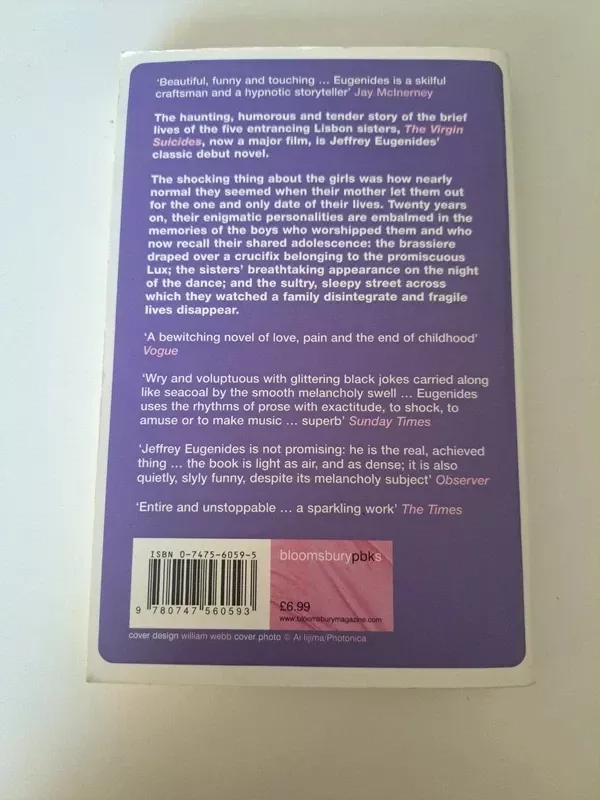 ‘Beautiful, funny and touching ... Eugenides is a skilful
craftsman and a hypnotic storyteller’ Jay McInerney
The haunting, humorous and tender story of the brief
lives of the five entrancing Lisbon sisters, The Virgin
Suicides, now a major film, is Jeffrey Eugenides’
classic debut novel.
The shocking thing about the girls was how nearly
normal they seemed when their mother let them out
for the one and only date of their lives. Twenty years
on, their enigmatic personalities are embalmed in the
memories of the boys who worshipped them and who
now recall their shared adolescence: the brassiere
draped over a crucifix belonging to the promiscuous
Lux; the sisters’ breathtaking appearance on the night
of the dance; and the sultry, sleepy street across
which they watched a family disintegrate and fragile
lives disappear.
‘A bewitching novel of love, pain and the end of childhood’
Vogue
‘Wry and voluptuous with glittering black jokes carried along
like seacoal by the smooth melancholy swell ... Eugenides
uses the rhythms of prose with exactitude, to shock, to
amuse or to make music ... superb’ Sunday Times
‘Jeffrey Eugenides is not promising: he is the real, achieved
thing ... the book is light as air, and as dense; it is also
quietly, slyly funny, despite its melancholy subject’ Observer
‘Entire and unstoppable ... a sparkling work’ The Times
ISBN 0-7475-6059-5
9 780747 560593
bloomsburypbks
£6.99
www.bloomsburymagazine.com
cover design william webb cover photo © Ai Iijima/Photonica